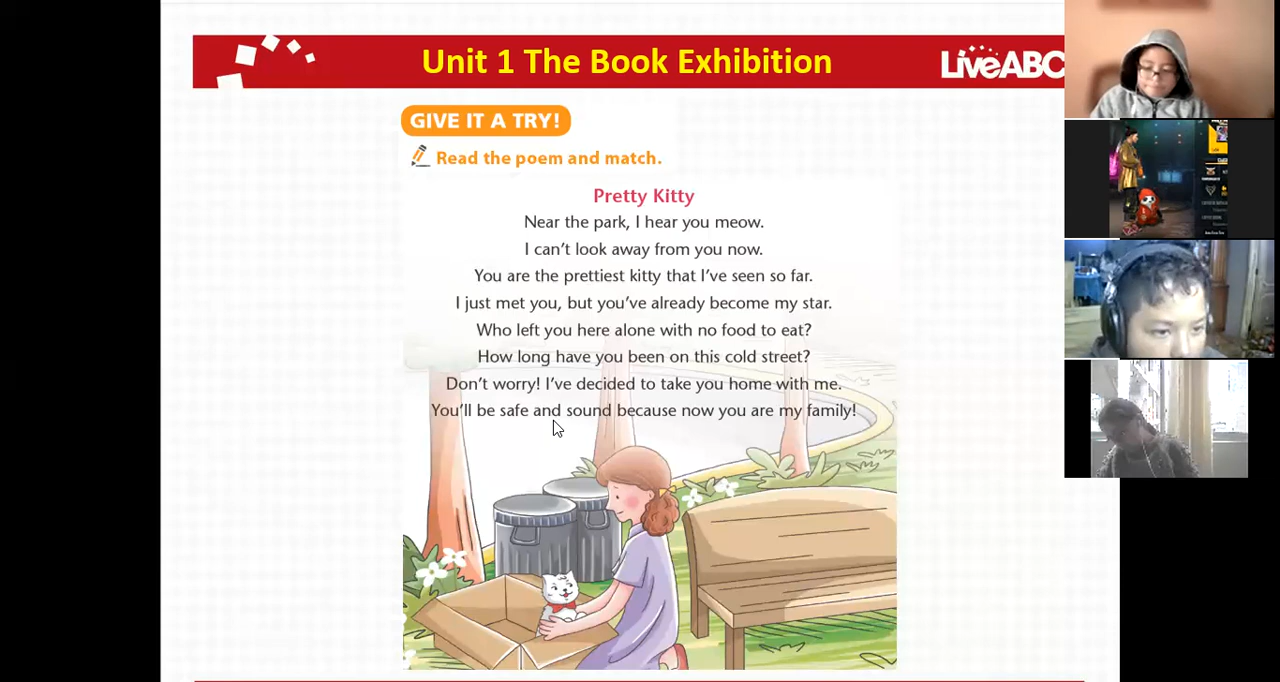 Unit 1 The Book Exhibition
LiveABC
GIVE IT A TRY!
Read the poem and match.
Pretty Kitty
Near the park, I hear you meow.
I can't look away from you now.
You are the prettiest kitty that I've seen so far.
I just met you, but you've already become my star.
Who left you here alone with no food to eat?
How long have you been on this cold street?
Don't worry! I've decided to take you home with me.
You'll be safe and sound because now you are my family!